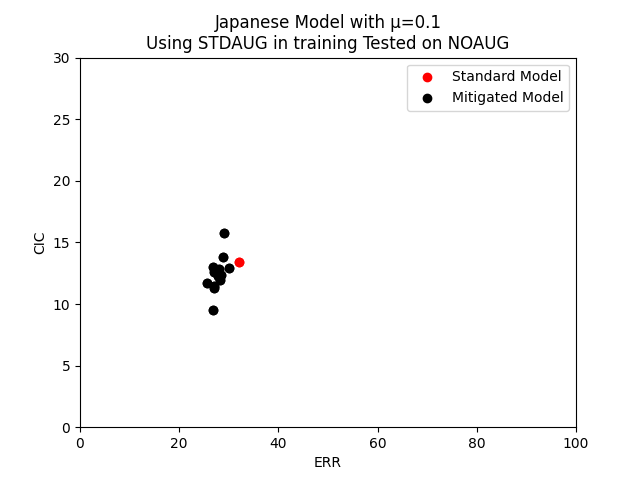 Japanese Model with μ=0.1
Using STDAUG in training Tested on NOAUG
Standard Model
Mitigated Model
30
25
20
15
10
5
0
CIC
0 20 40 60 80 100
ERR